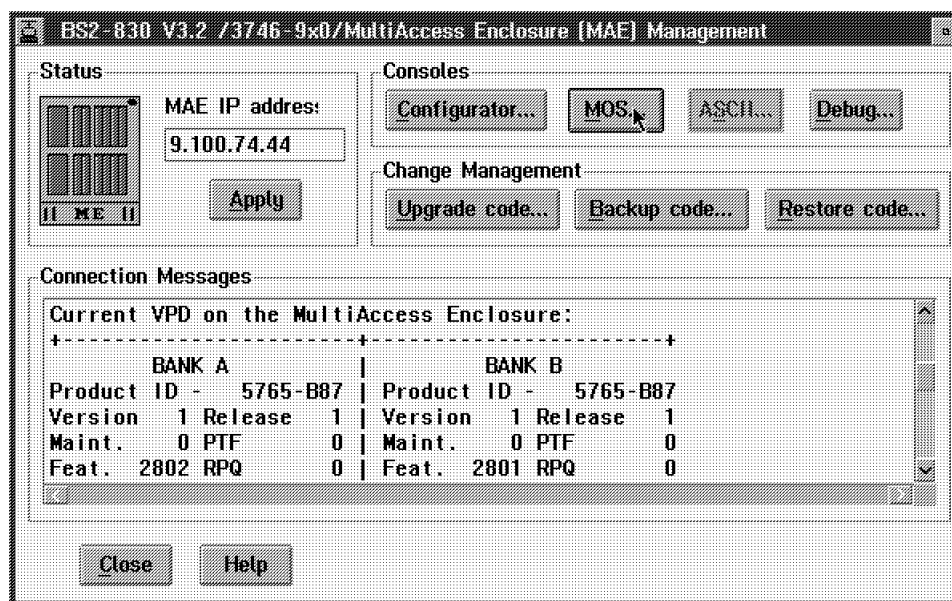 BS2-830 V3.2 /3746-9x0/MultiAccess Enclosure (MAE) Management
Status
MAE IP address:
9.100.74.44
Apply
ME
Consoles
Configurator...
MOS...
ASCII...
Debug...
Change Management
Upgrade code...
Backup code...
Restore code...
Connection Messages
Current VPD on the MultiAccess Enclosure:
+-----------------------+-----------------------+
BANK A | BANK B
Product ID - 5765-B87 | Product ID - 5765-B87
Version 1 Release 1 | Version 1 Release 1
Maint. 0 PTF 0 | Maint. 0 PTF 0
Feat. 2802 RPQ 0 | Feat. 2801 RPQ 0
Close
Help